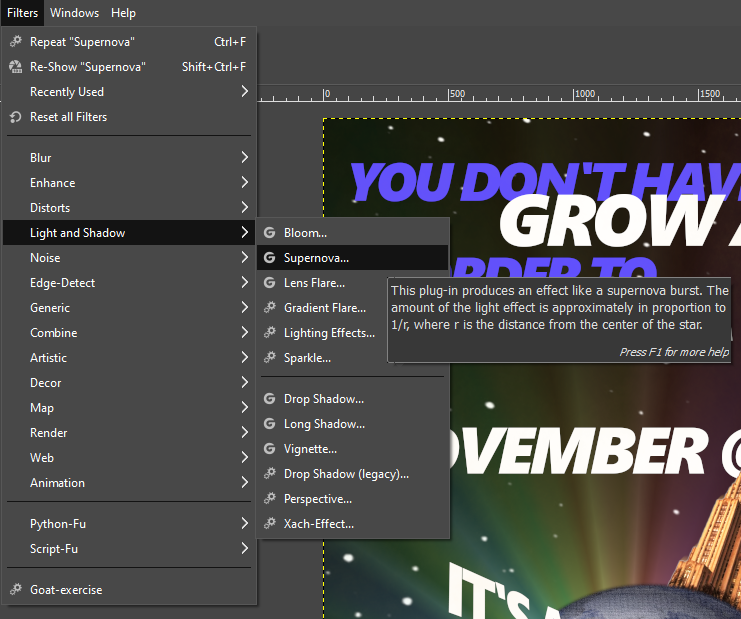 Filters Windows Help
Repeat "Supernova" Ctrl+F
Re-Show "Supernova" Shift+Ctrl+F
Recently Used
Reset all Filters
Blur
Enhance
Distorts
Light and Shadow
Noise
Edge-Detect
Generic
Combine
Artistic
Decor
Map
Render
Web
Animation
Python-Fu
Script-Fu
Goat-exercise
Bloom...
Supernova...
Lens Flare...
Gradient Flare...
Lighting Effects...
Sparkle...
Drop Shadow...
Long Shadow...
Vignette...
Drop Shadow (legacy)...
Perspective...
Xach-Effect...
This plug-in produces an effect like a supernova burst. The
amount of the light effect is approximately in proportion to
1/r, where r is the distance from the center of the star.
Press F1 for more help
0 500 1000 1500
YOU DON'T HAV
GROW
RDER TO
OVEMBER @
IT'S